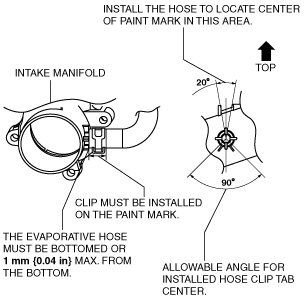 INSTALL THE HOSE TO LOCATE CENTER
OF PAINT MARK IN THIS AREA.
TOP
INTAKE MANIFOLD
20°
CLIP MUST BE INSTALLED
ON THE PAINT MARK.
90°
THE EVAPORATIVE HOSE
MUST BE BOTTOMED OR
1 mm {0.04 in} MAX. FROM
THE BOTTOM.
ALLOWABLE ANGLE FOR
INSTALLED HOSE CLIP TAB
CENTER.